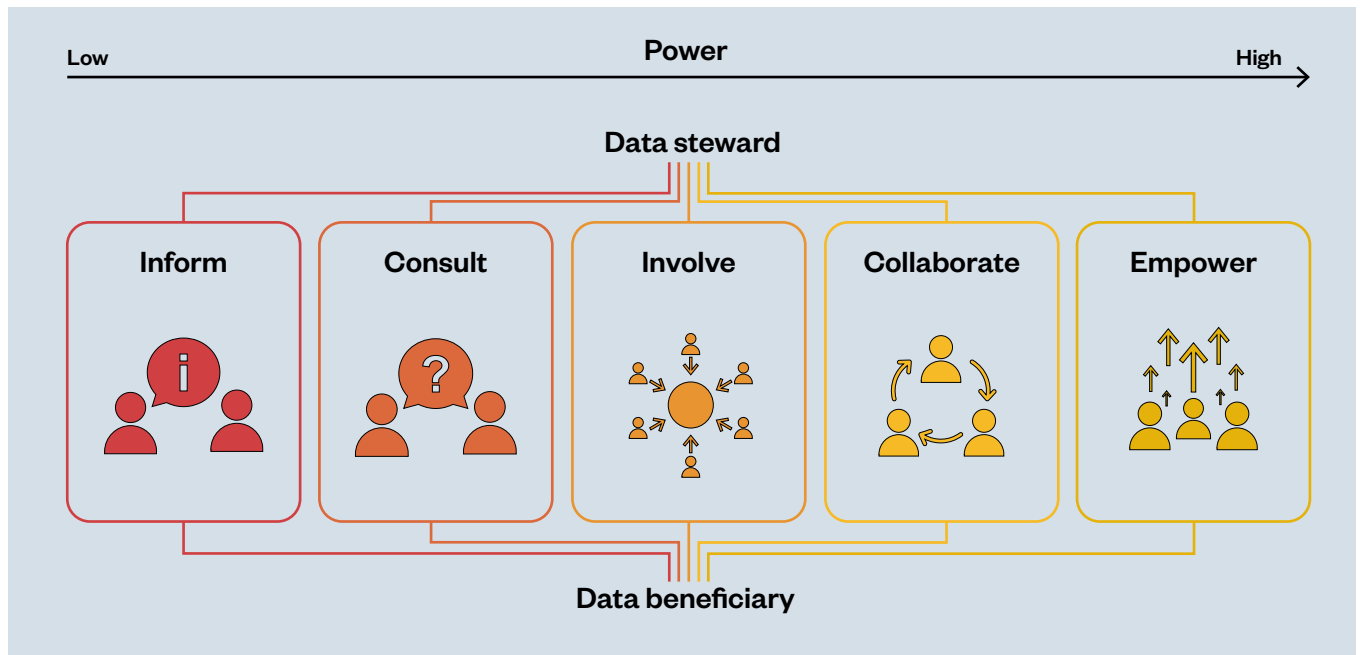 Power
Low
High
Data steward
Inform
Consult
Involve
Collaborate
Empower
i
?
Data beneficiary